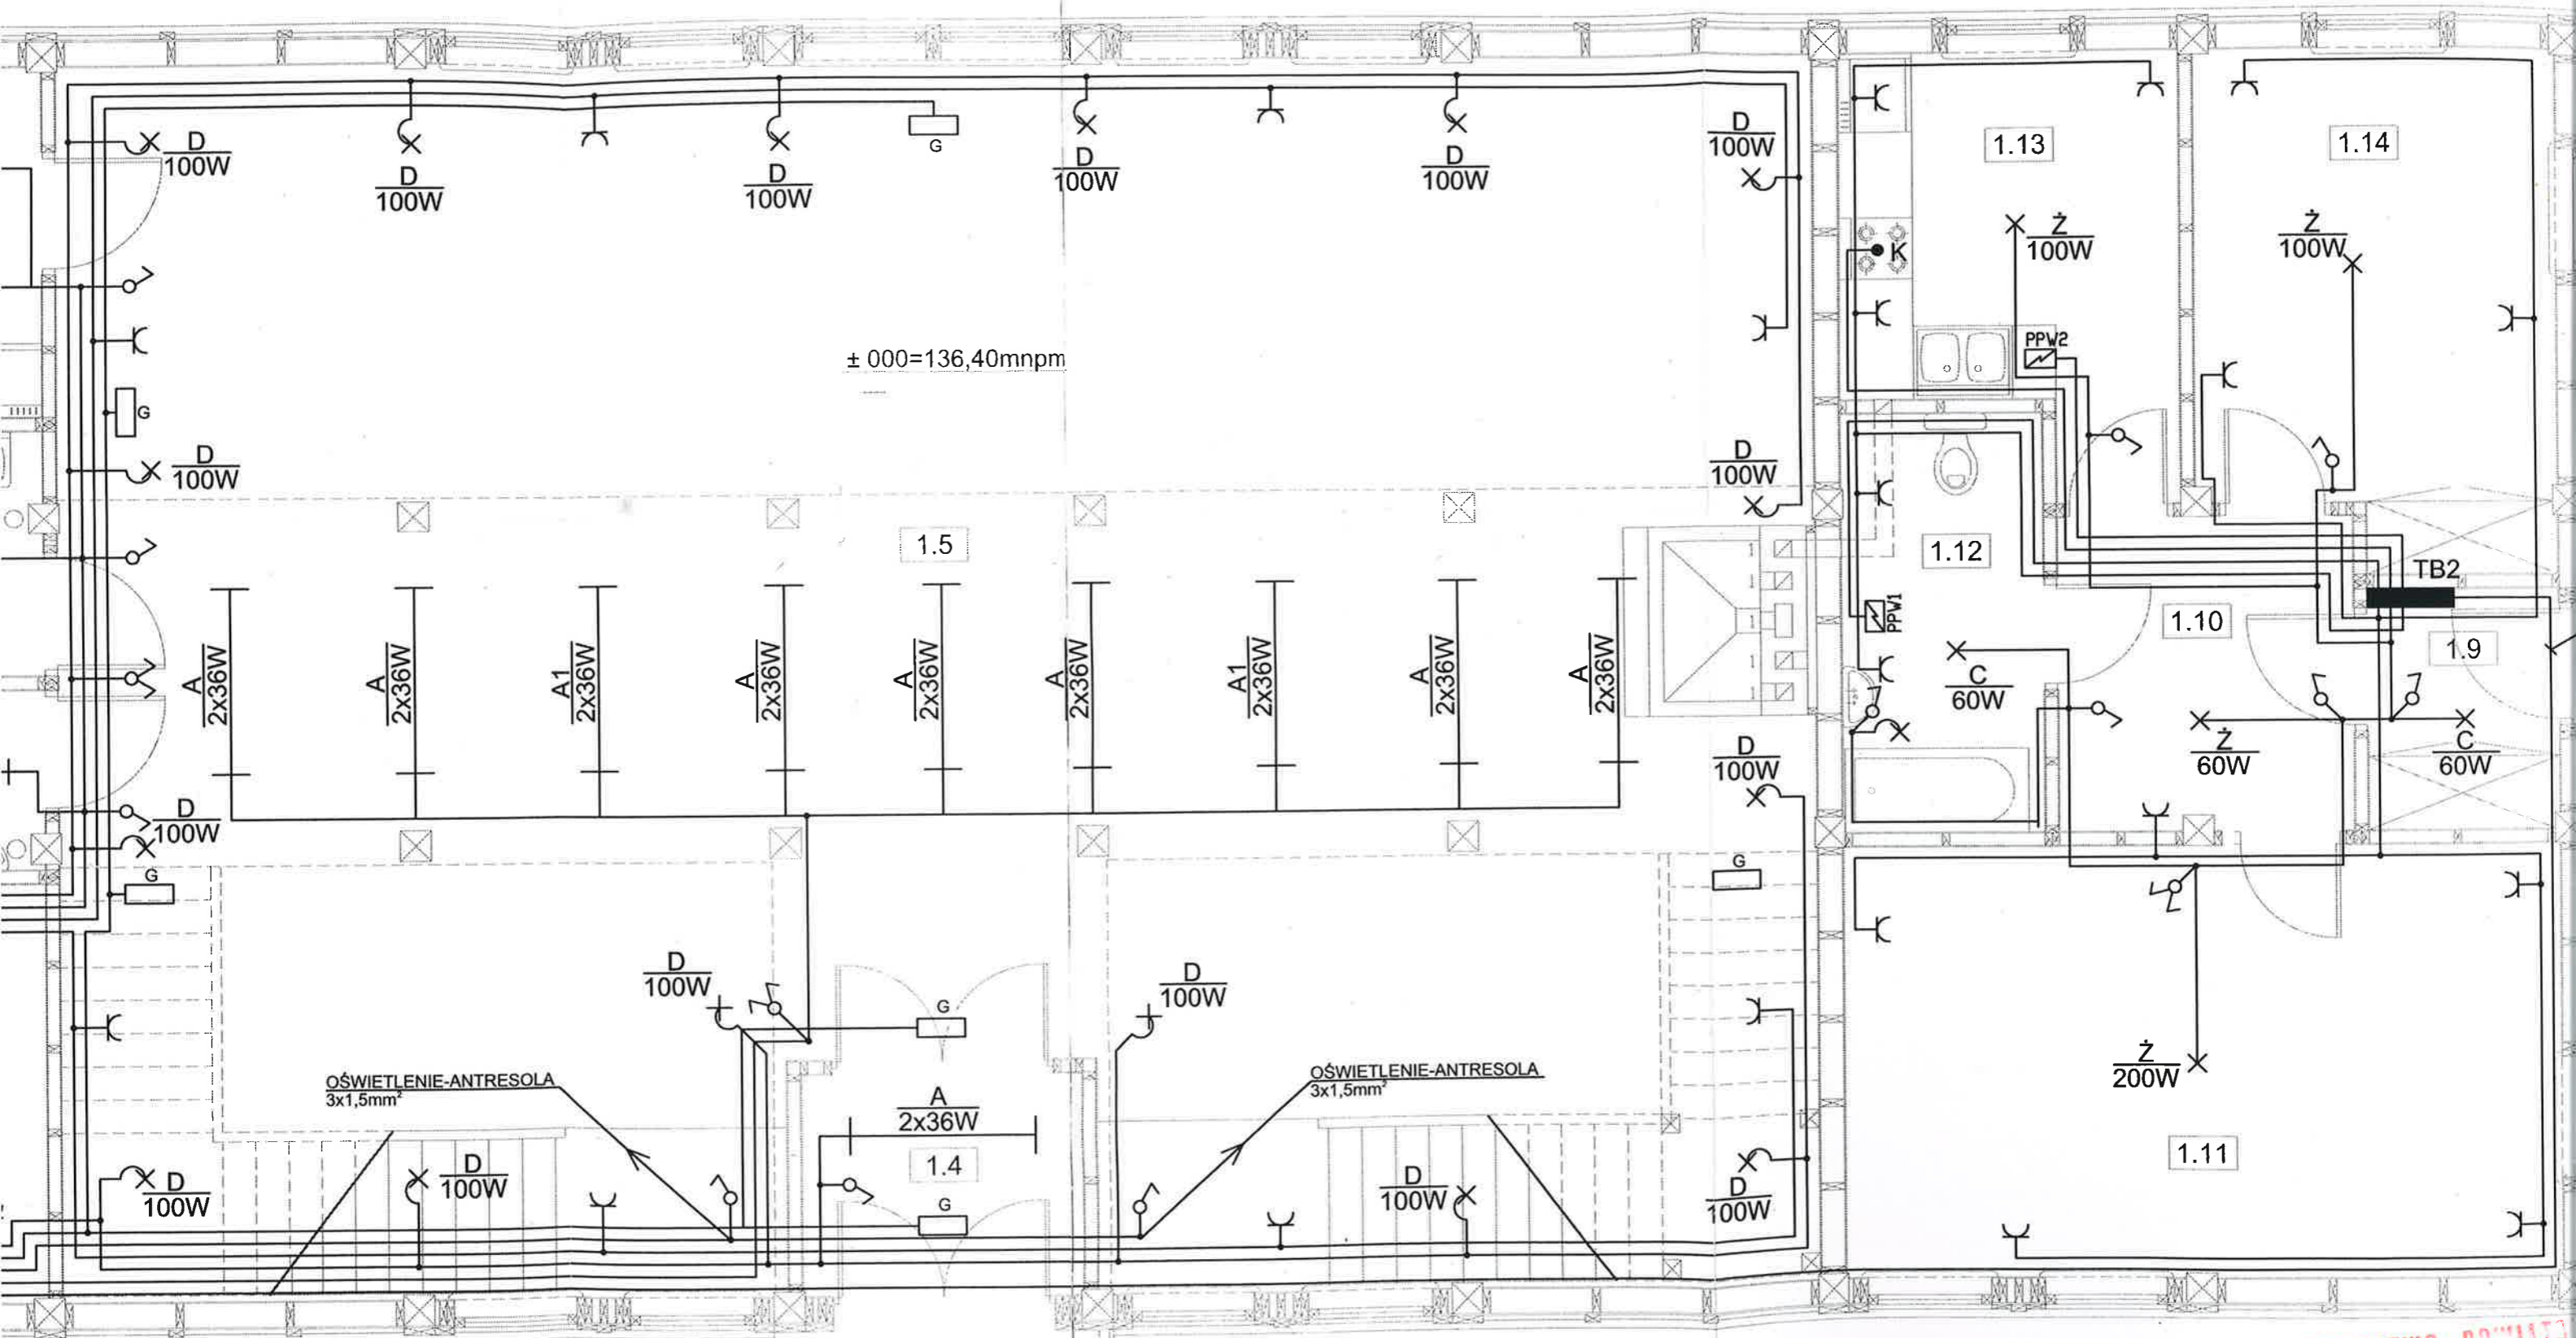 D
100W
D
100W
D
100W
G
D
100W
D
100W
D
100W
1.13
1.14
Ż
100W
Ż
100W
K
PPW2
± 000=136,40mnpm
G
D
100W
D
100W
1.5
1.12
TB2
PPW1
1.10
1.9
A
2x36W
A
2x36W
A1
2x36W
A
2x36W
A
2x36W
A
2x36W
A1
2x36W
A
2x36W
A
2x36W
C
60W
Ż
60W
C
60W
D
100W
D
100W
G
G
D
100W
D
100W
G
OŚWIETLENIE-ANTRESOLA
3x1,5mm²
OŚWIETLENIE-ANTRESOLA
3x1,5mm²
A
2x36W
1.4
Ż
200W
1.11
D
100W
D
100W
G
D
100W
D
100W